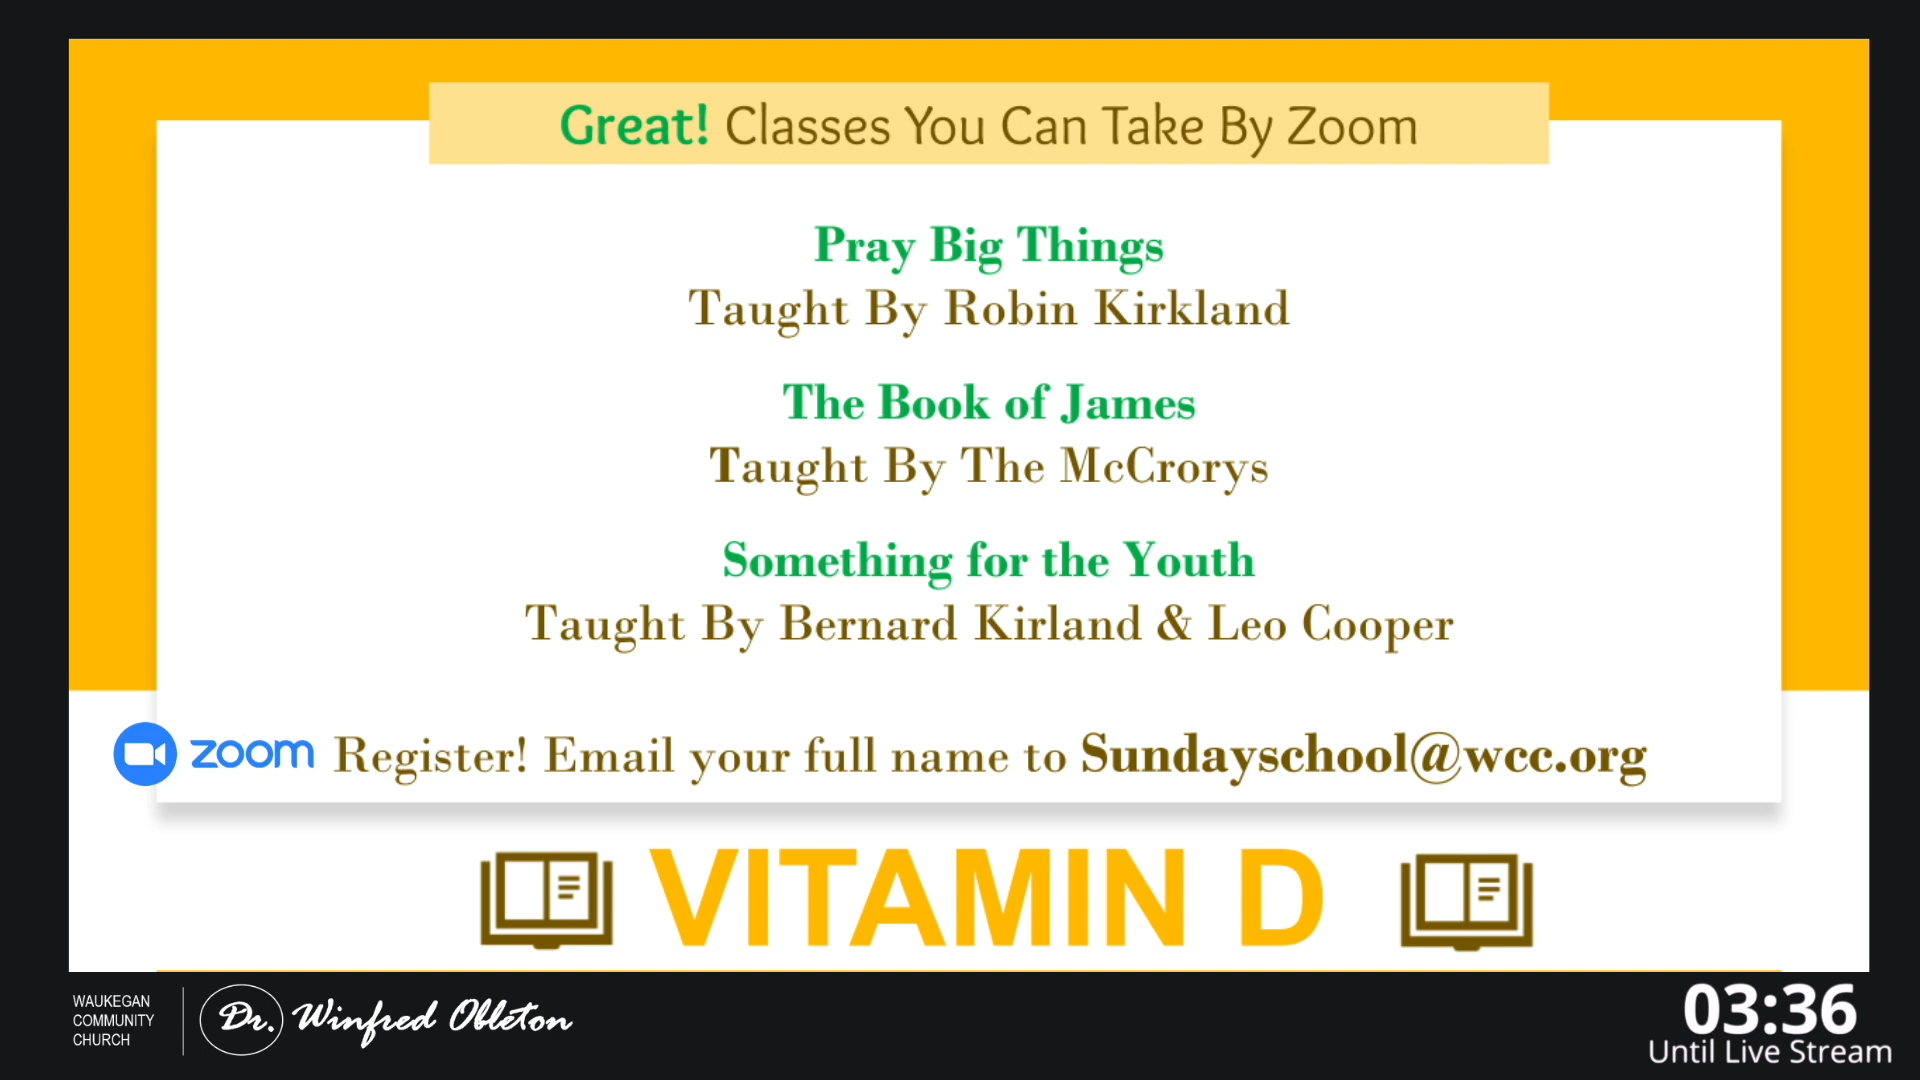 Great! Classes You Can Take By Zoom
Pray Big Things
Taught By Robin Kirkland
The Book of James
Taught By The McCrorys
Something for the Youth
Taught By Bernard Kirland & Leo Cooper
zoom Register! Email your full name to Sundayschool@wcc.org
VITAMIN D
WAUKEGAN
COMMUNITY
CHURCH
Dr. Winfred Obleton
03:36
Until Live Stream